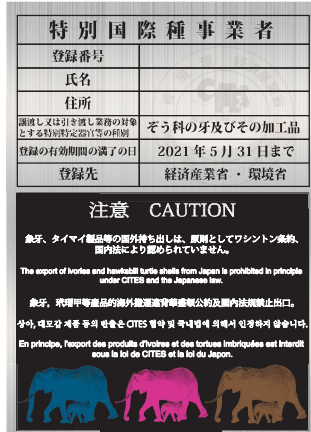 特別国際種事業者
登録番号
氏名
住所
譲渡し又は引き渡し業務の対象
とする特別特定器官等の種別
ぞう科の牙及びその加工品
登録の有効期間の満了の日
2021年5月31日まで
登録先
経済産業省・環境省
CITES
注意 CAUTION
象牙、タイマイ製品等の国外持ち出しは、原則としてワシントン条約、
国内法により認められていません。
The export of ivories and hawksbill turtle shells from Japan is prohibited in principle
under CITES and the Japanese law.
象牙，玳瑁甲等産的海外搬運違背華盛頓公約及國内法規禁止出口。
상아, 대모갑 제품 등의 반출은 CITES 협약 및 국내법에 의해서 인정하지 않습니다.
En principe, l'export des produits d'ivoires et des tortues imbriquées est interdit
sous la loi de CITES et la loi du Japon.